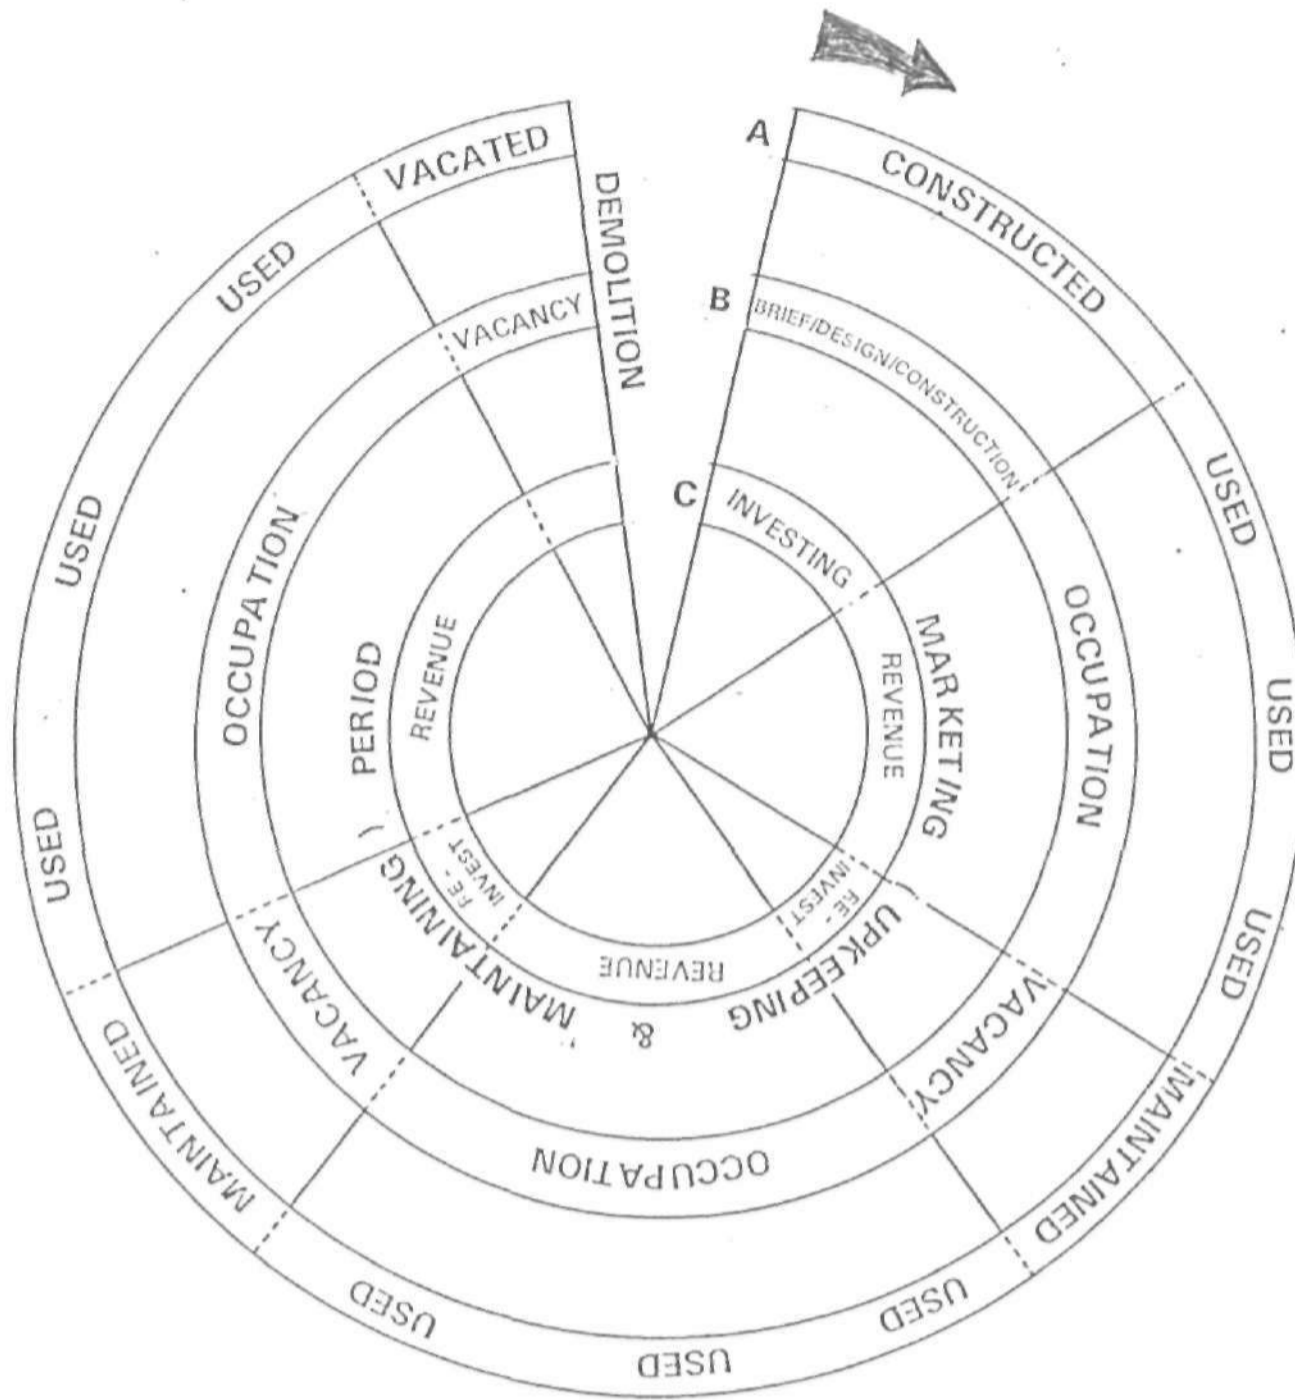 A
CONSTRUCTED
USED
USED
USED
MAINTAINED
USED
USED
USED
MAINTAINED
USED
USED
USED
VACATED
DEMOLITION
B
BRIEF/DESIGN/CONSTRUCTION
OCCUPATION
VACANCY
OCCUPATION
VACANCY
OCCUPATION
VACANCY
MARKETING
UPKEEPING
&
MAINTAINING )
PERIOD
C
INVESTING
REVENUE
RE-
INVEST
REVENUE
RE-
INVEST
REVENUE